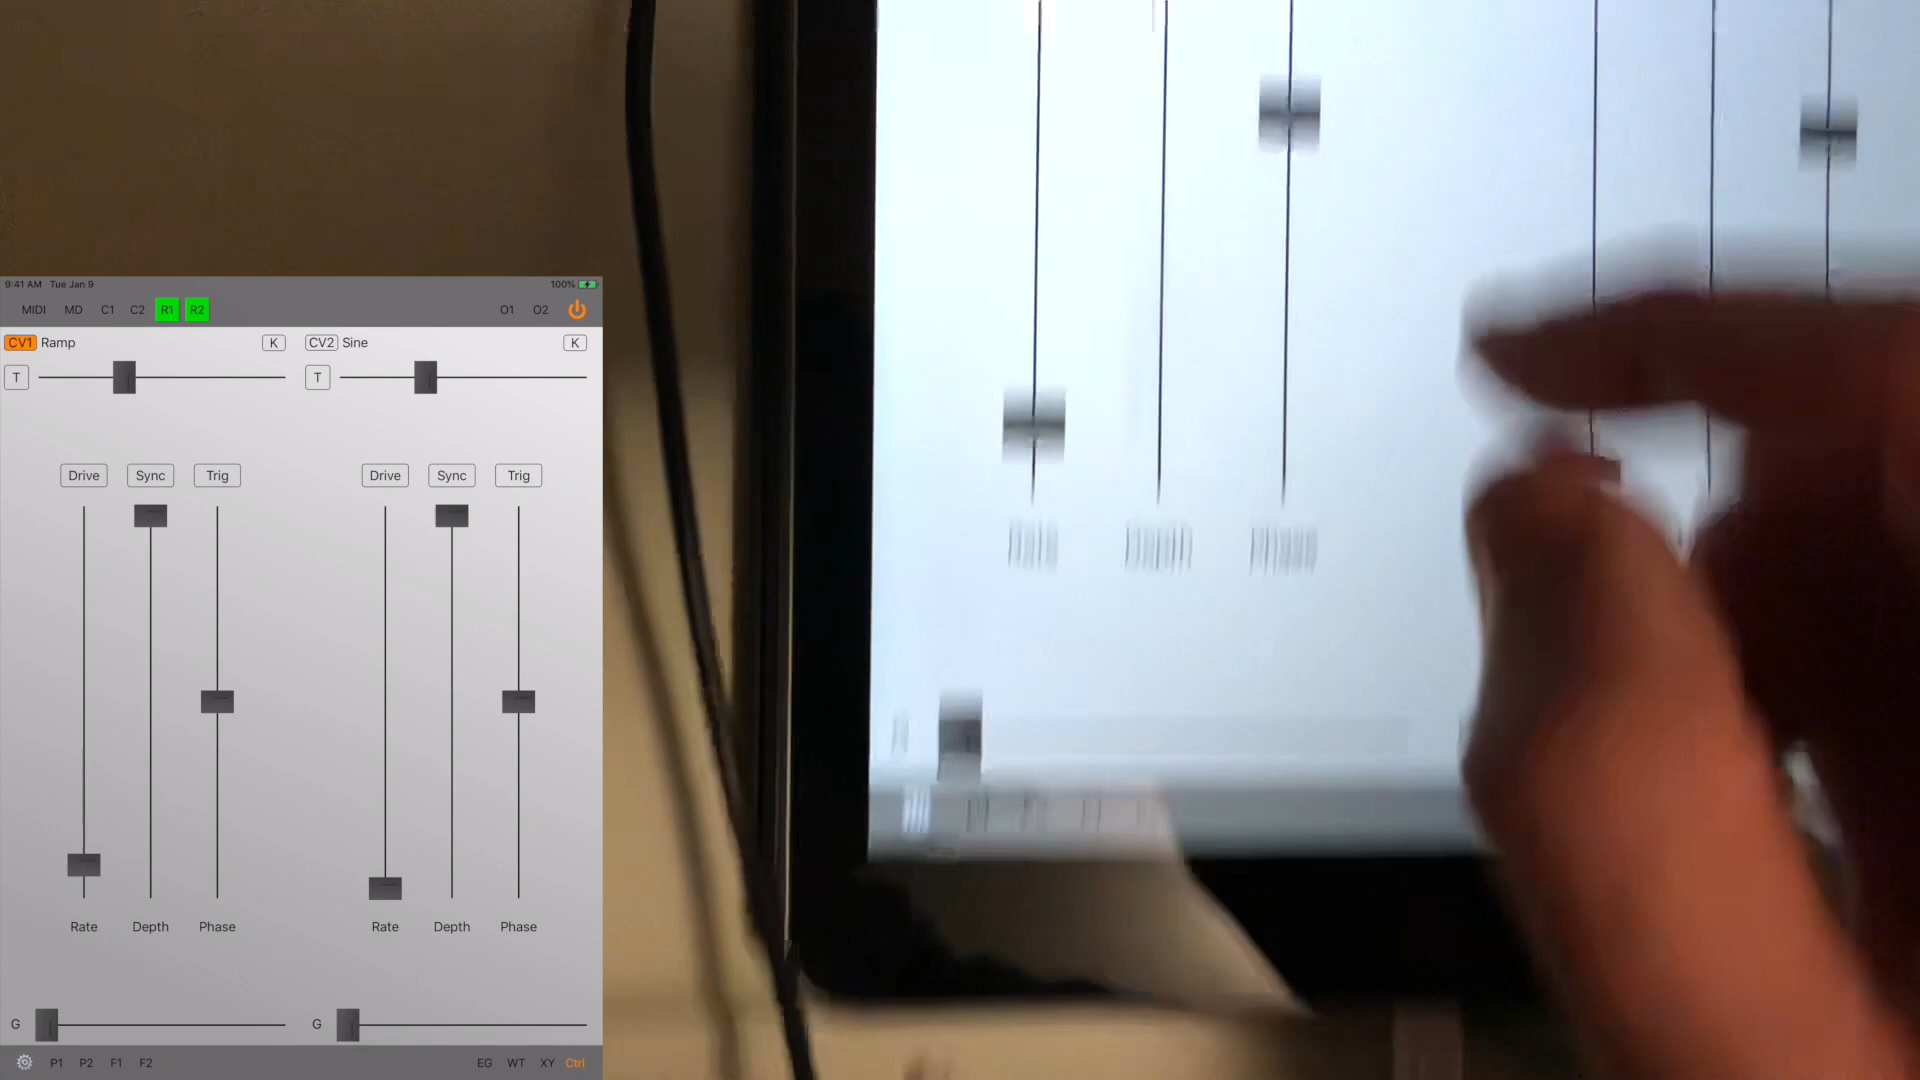 9:41 AM Tue Jan 9 100%
MIDI MD C1 C2 R1 R2 O1 O2
CV1 Ramp K CV2 Sine K
T T
Drive Sync Trig Drive Sync Trig
Rate Depth Phase Rate Depth Phase
G G
P1 P2 F1 F2 EG WT XY Ctrl